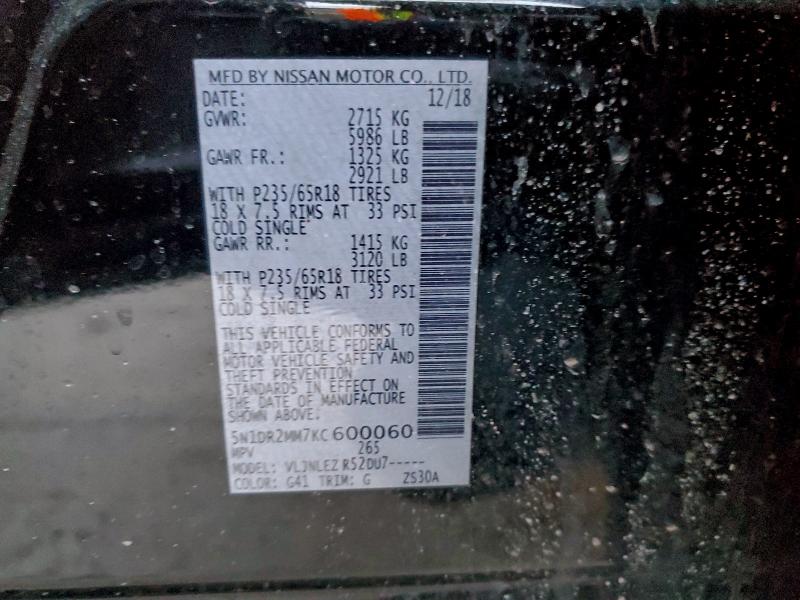 MFD BY NISSAN MOTOR CO., LTD.
DATE: 12/18
GVWR: 2715 KG
5986 LB
GAWR FR.: 1325 KG
2921 LB
WITH P235/65R18 TIRES
18 X 7.5 RIMS AT 33 PSI
COLD SINGLE
GAWR RR.: 1415 KG
3120 LB
WITH P235/65R18 TIRES
18 X 7.5 RIMS AT 33 PSI
COLD SINGLE
THIS VEHICLE CONFORMS TO
ALL APPLICABLE FEDERAL
MOTOR VEHICLE SAFETY AND
THEFT PREVENTION
STANDARDS IN EFFECT ON
THE DATE OF MANUFACTURE
SHOWN ABOVE.
5N1DR2MM7KC600060
MPV 265
MODEL: VLJNLEZ R52DU7-----
COLOR: G41 TRIM: G ZS30A